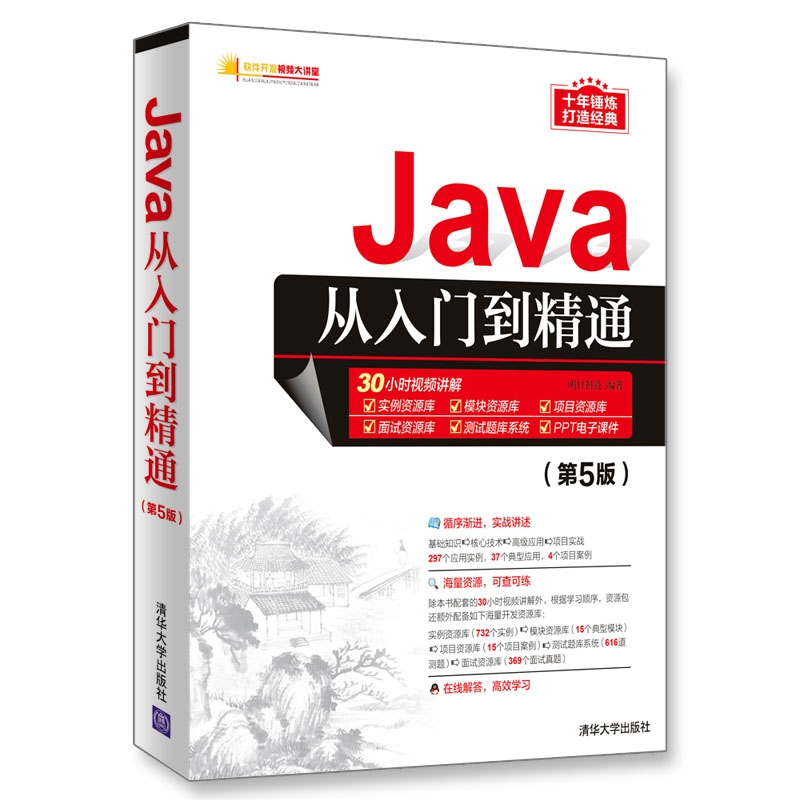 Java从入门到精通
(第5版)
清华大学出版社
软件开发视频大讲堂
十年锤炼
打造经典
Java
从入门到精通
30小时视频讲解
明日科技 编著
实例资源库 模块资源库 项目资源库
面试资源库 测试题库系统 PPT电子课件
(第5版)
循序渐进，实战讲述
基础知识➪核心技术➪高级应用➪项目实战
297个应用实例，37个典型应用，4个项目案例
海量资源，可查可练
除本书配套的30小时视频讲解外，根据学习顺序，资源包
还额外配备如下海量开发资源库：
实例资源库（732个实例）➪模块资源库（15个典型模块）
➪项目资源库（15个项目案例）➪测试题库系统（616道
测题）➪面试资源库（369个面试真题）
在线解答，高效学习
清华大学出版社